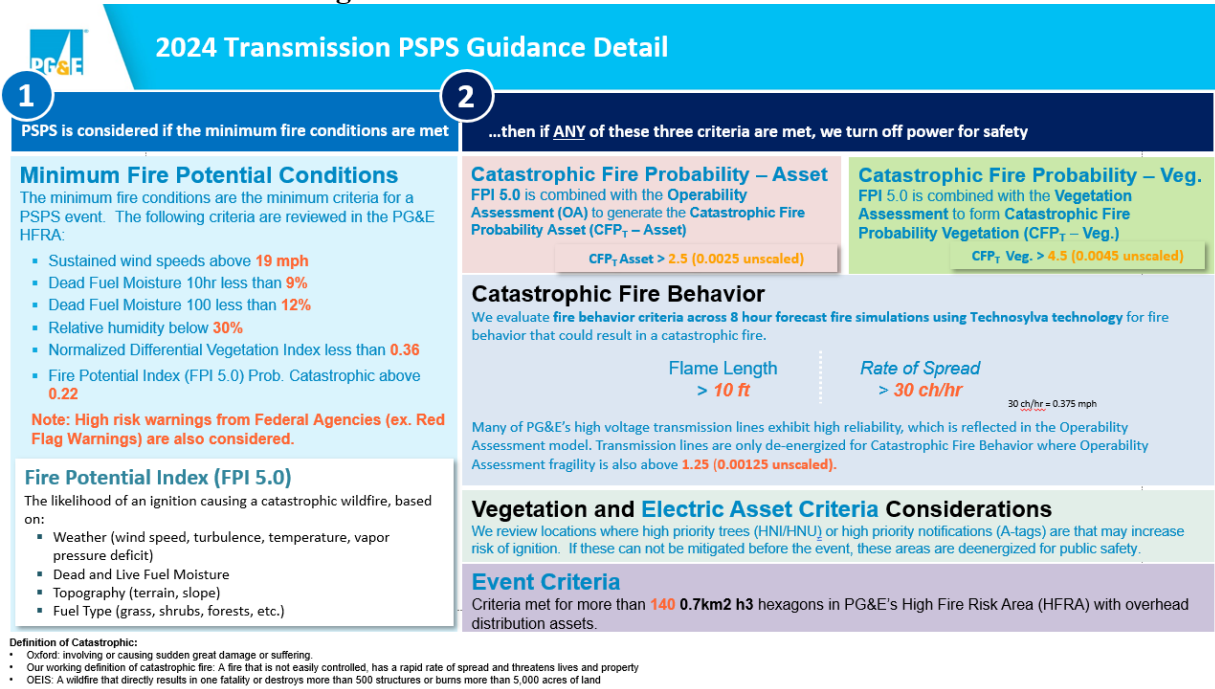 PG&E
2024 Transmission PSPS Guidance Detail
1
PSPS is considered if the minimum fire conditions are met
2
...then if ANY of these three criteria are met, we turn off power for safety
Minimum Fire Potential Conditions
The minimum fire conditions are the minimum criteria for a
PSPS event. The following criteria are reviewed in the PG&E
HFRA:
▪ Sustained wind speeds above 19 mph
▪ Dead Fuel Moisture 10hr less than 9%
▪ Dead Fuel Moisture 100 less than 12%
▪ Relative humidity below 30%
▪ Normalized Differential Vegetation Index less than 0.36
▪ Fire Potential Index (FPI 5.0) Prob. Catastrophic above
0.22
Note: High risk warnings from Federal Agencies (ex. Red
Flag Warnings) are also considered.
Fire Potential Index (FPI 5.0)
The likelihood of an ignition causing a catastrophic wildfire, based
on:
▪ Weather (wind speed, turbulence, temperature, vapor
pressure deficit)
▪ Dead and Live Fuel Moisture
▪ Topography (terrain, slope)
▪ Fuel Type (grass, shrubs, forests, etc.)
Catastrophic Fire Probability – Asset
FPI 5.0 is combined with the Operability
Assessment (OA) to generate the Catastrophic Fire
Probability Asset (CFPT – Asset)
CFPT Asset > 2.5 (0.0025 unscaled)
Catastrophic Fire Probability – Veg.
FPI 5.0 is combined with the Vegetation
Assessment to form Catastrophic Fire
Probability Vegetation (CFPT – Veg.)
CFPT Veg. > 4.5 (0.0045 unscaled)
Catastrophic Fire Behavior
We evaluate fire behavior criteria across 8 hour forecast fire simulations using Technosylva technology for fire
behavior that could result in a catastrophic fire.
Flame Length
> 10 ft
Rate of Spread
> 30 ch/hr
30 ch/hr = 0.375 mph
Many of PG&E's high voltage transmission lines exhibit high reliability, which is reflected in the Operability
Assessment model. Transmission lines are only de-energized for Catastrophic Fire Behavior where Operability
Assessment fragility is also above 1.25 (0.00125 unscaled).
Vegetation and Electric Asset Criteria Considerations
We review locations where high priority trees (HNI/HNU) or high priority notifications (A-tags) are that may increase
risk of ignition. If these can not be mitigated before the event, these areas are deenergized for public safety.
Event Criteria
Criteria met for more than 140 0.7km2 h3 hexagons in PG&E's High Fire Risk Area (HFRA) with overhead
distribution assets.
Definition of Catastrophic:
• Oxford: involving or causing sudden great damage or suffering.
• Our working definition of catastrophic fire: A fire that is not easily controlled, has a rapid rate of spread and threatens lives and property
• OEIS: A wildfire that directly results in one fatality or destroys more than 500 structures or burns more than 5,000 acres of land